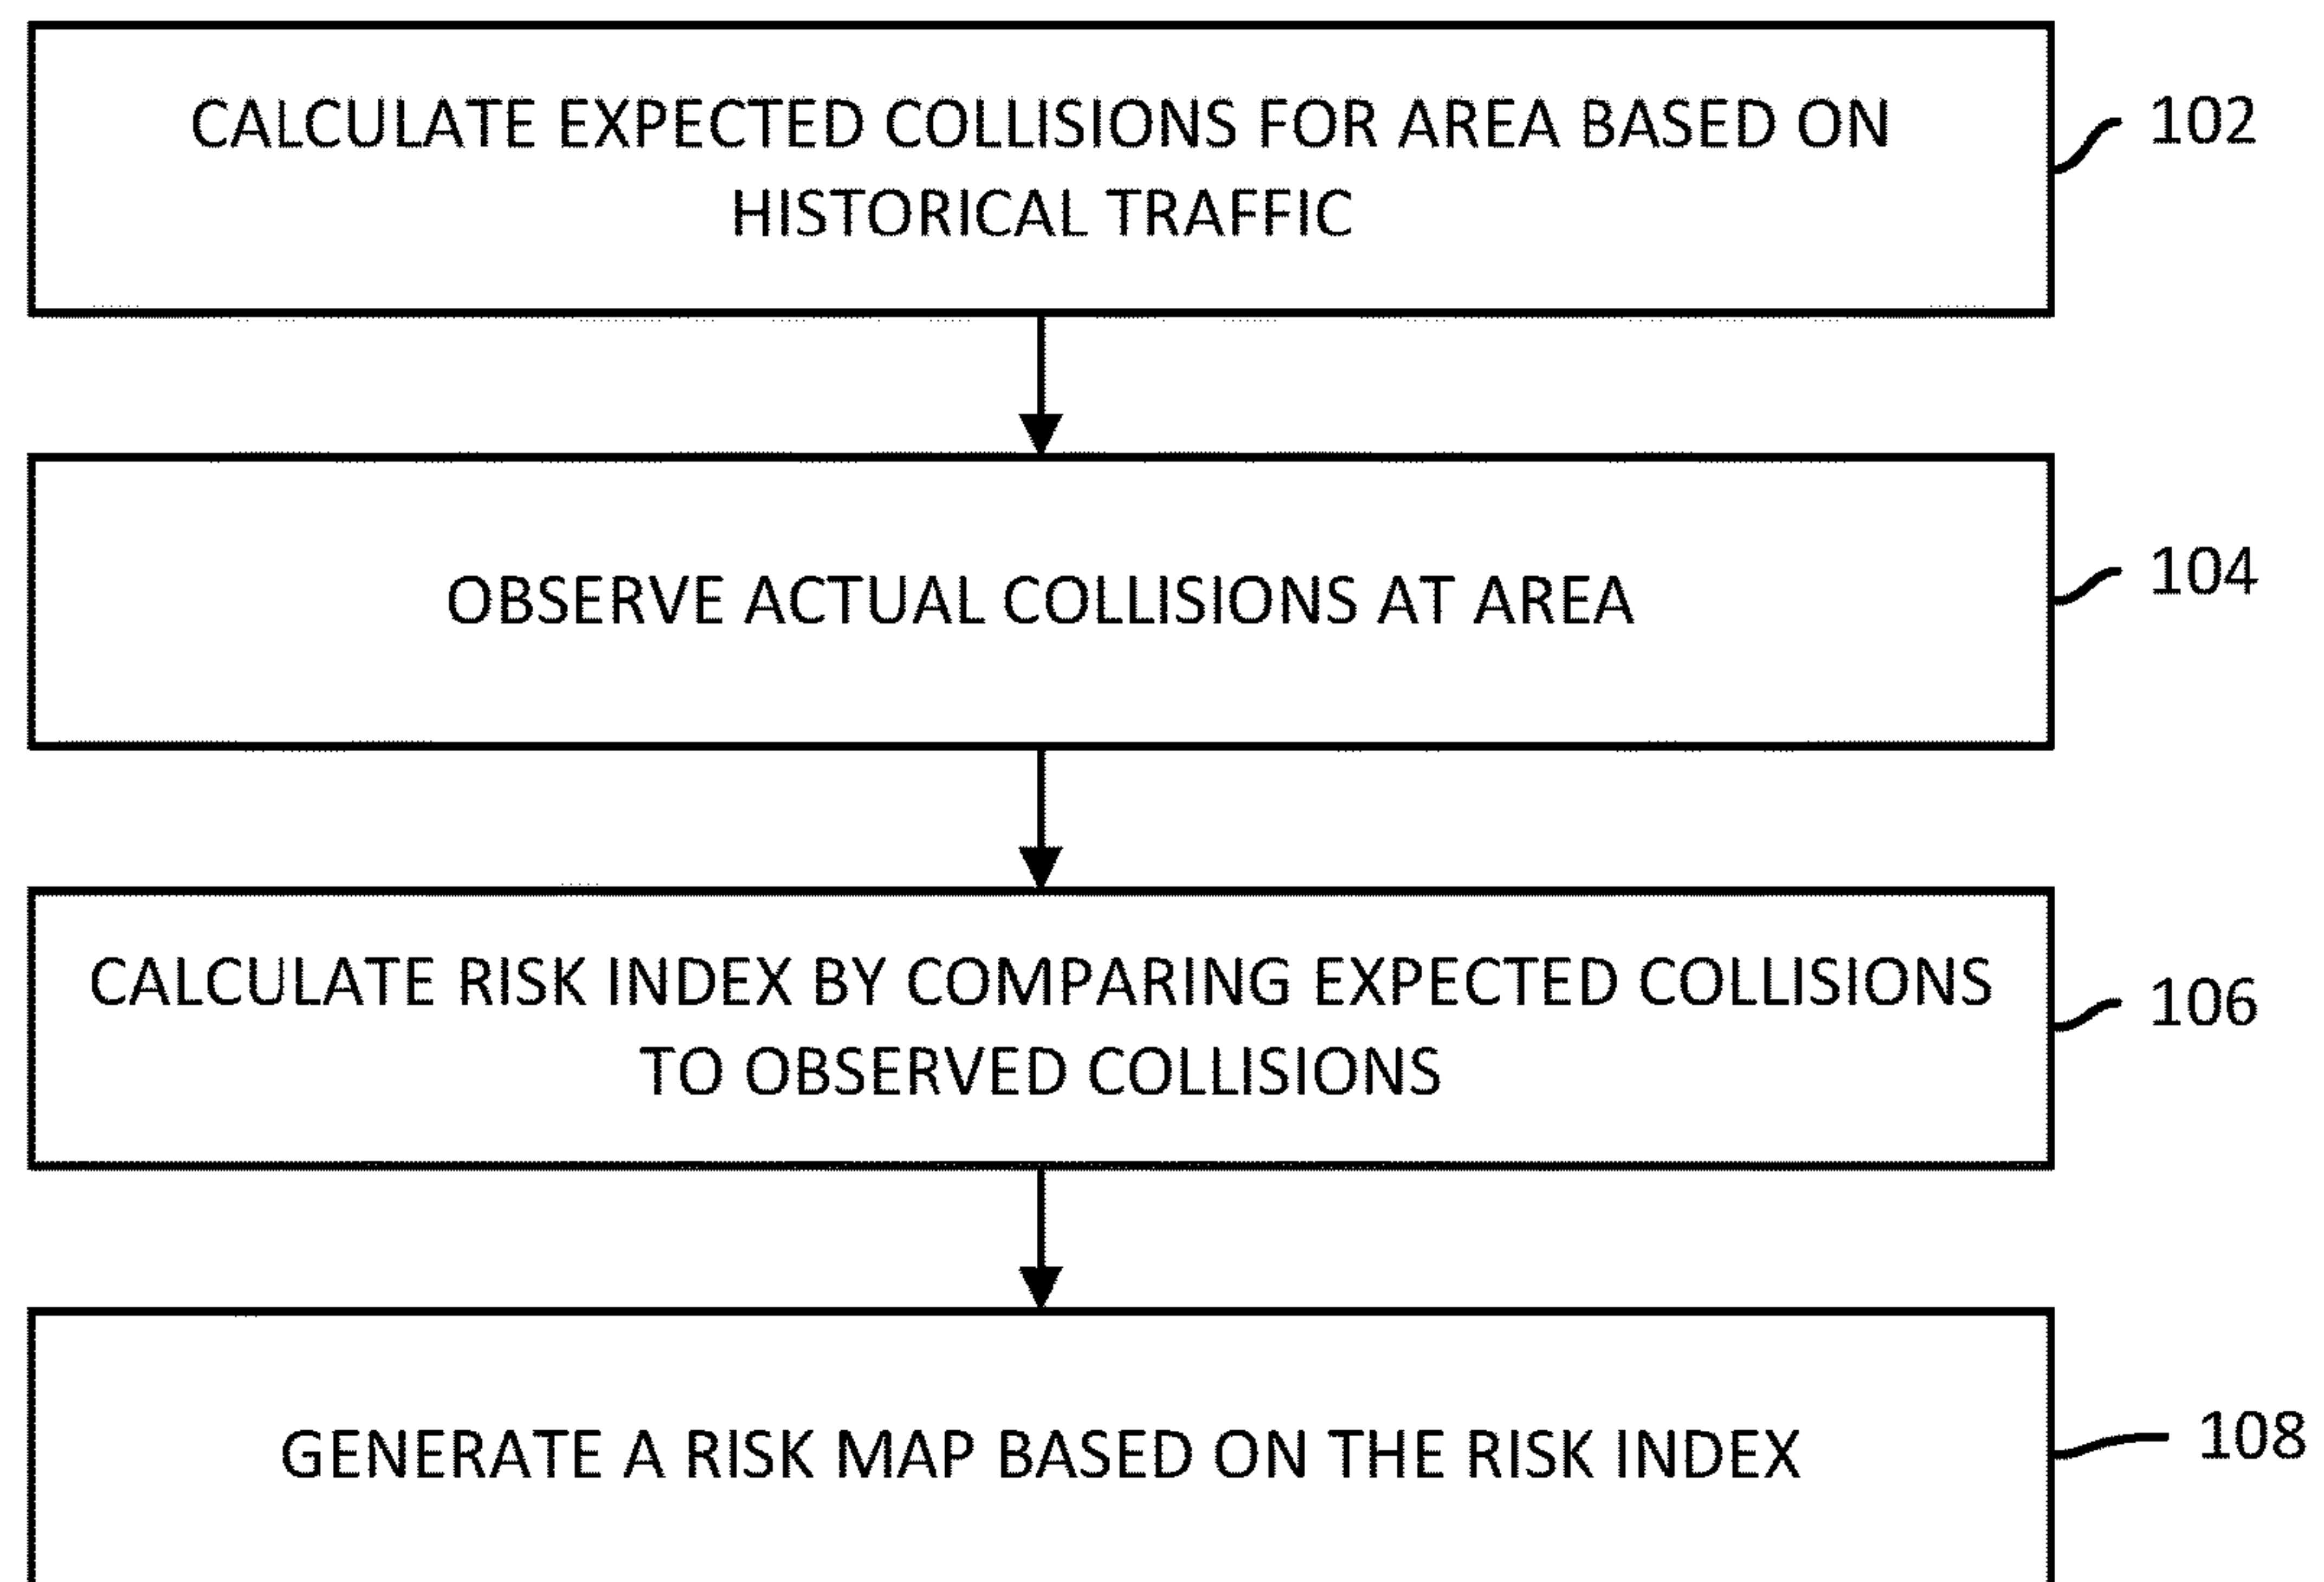 CALCULATE EXPECTED COLLISIONS FOR AREA BASED ON
HISTORICAL TRAFFIC
102
OBSERVE ACTUAL COLLISIONS AT AREA
104
CALCULATE RISK INDEX BY COMPARING EXPECTED COLLISIONS
TO OBSERVED COLLISIONS
106
GENERATE A RISK MAP BASED ON THE RISK INDEX
108